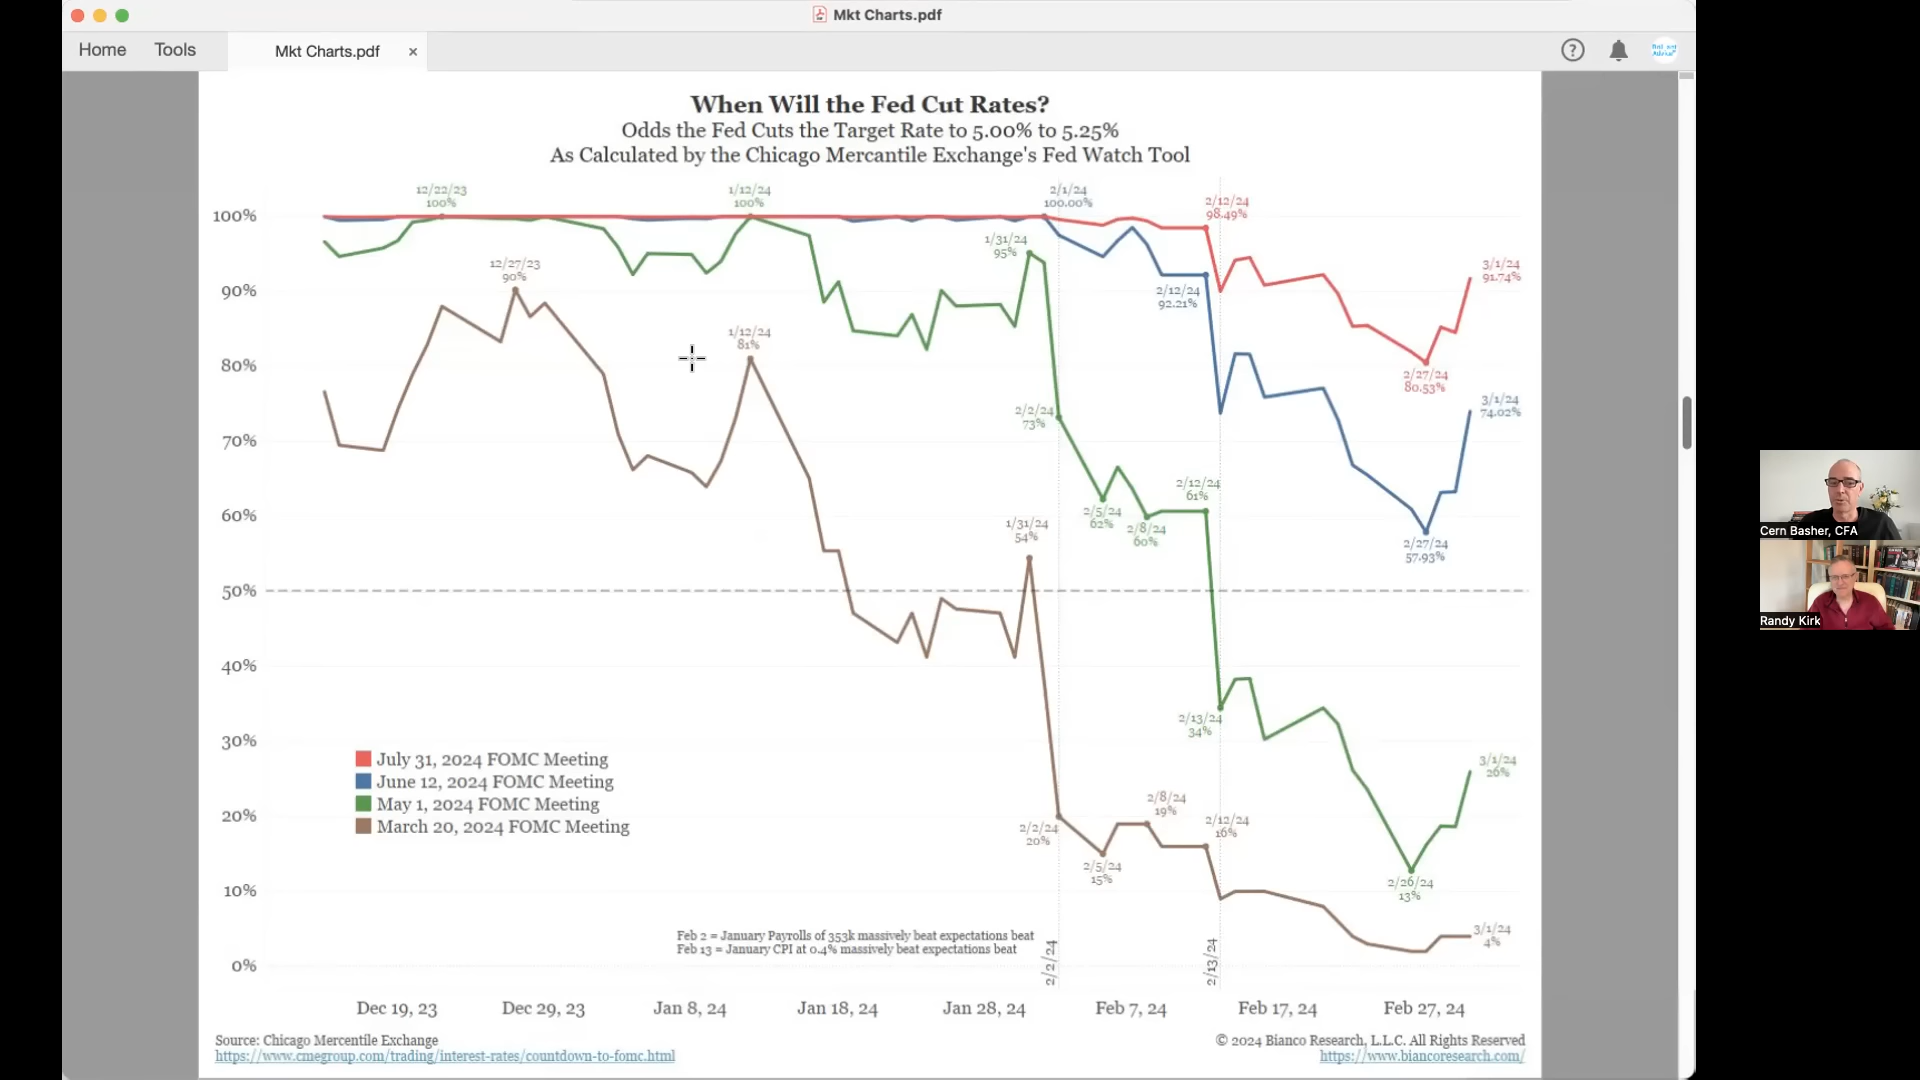 Mkt Charts.pdf
Home
Tools
Mkt Charts.pdf
×
When Will the Fed Cut Rates?
Odds the Fed Cuts the Target Rate to 5.00% to 5.25%
As Calculated by the Chicago Mercantile Exchange's Fed Watch Tool
12/22/23
100%
1/12/24
100%
2/1/24
100.00%
2/12/24
98.49%
100%
1/31/24
95%
12/27/23
90%
3/1/24
91.74%
90%
2/12/24
92.21%
1/12/24
81%
80%
2/27/24
80.53%
3/1/24
74.02%
2/2/24
73%
70%
2/12/24
61%
60%
2/5/24
62%
2/8/24
60%
1/31/24
54%
2/27/24
57.93%
50%
40%
2/13/24
34%
30%
July 31, 2024 FOMC Meeting
June 12, 2024 FOMC Meeting
May 1, 2024 FOMC Meeting
March 20, 2024 FOMC Meeting
3/1/24
26%
20%
2/2/24
20%
2/8/24
19%
2/12/24
16%
2/5/24
15%
10%
2/26/24
13%
Feb 2 = January Payrolls of 353k massively beat expectations beat
Feb 13 = January CPI at 0.4% massively beat expectations beat
2/2/24
2/13/24
3/1/24
4%
0%
Dec 19, 23
Dec 29, 23
Jan 8, 24
Jan 18, 24
Jan 28, 24
Feb 7, 24
Feb 17, 24
Feb 27, 24
Source: Chicago Mercantile Exchange
https://www.cmegroup.com/trading/interest-rates/countdown-to-fomc.html
© 2024 Bianco Research, L.L.C. All Rights Reserved
https://www.biancoresearch.com/
Cern Basher, CFA
Randy Kirk